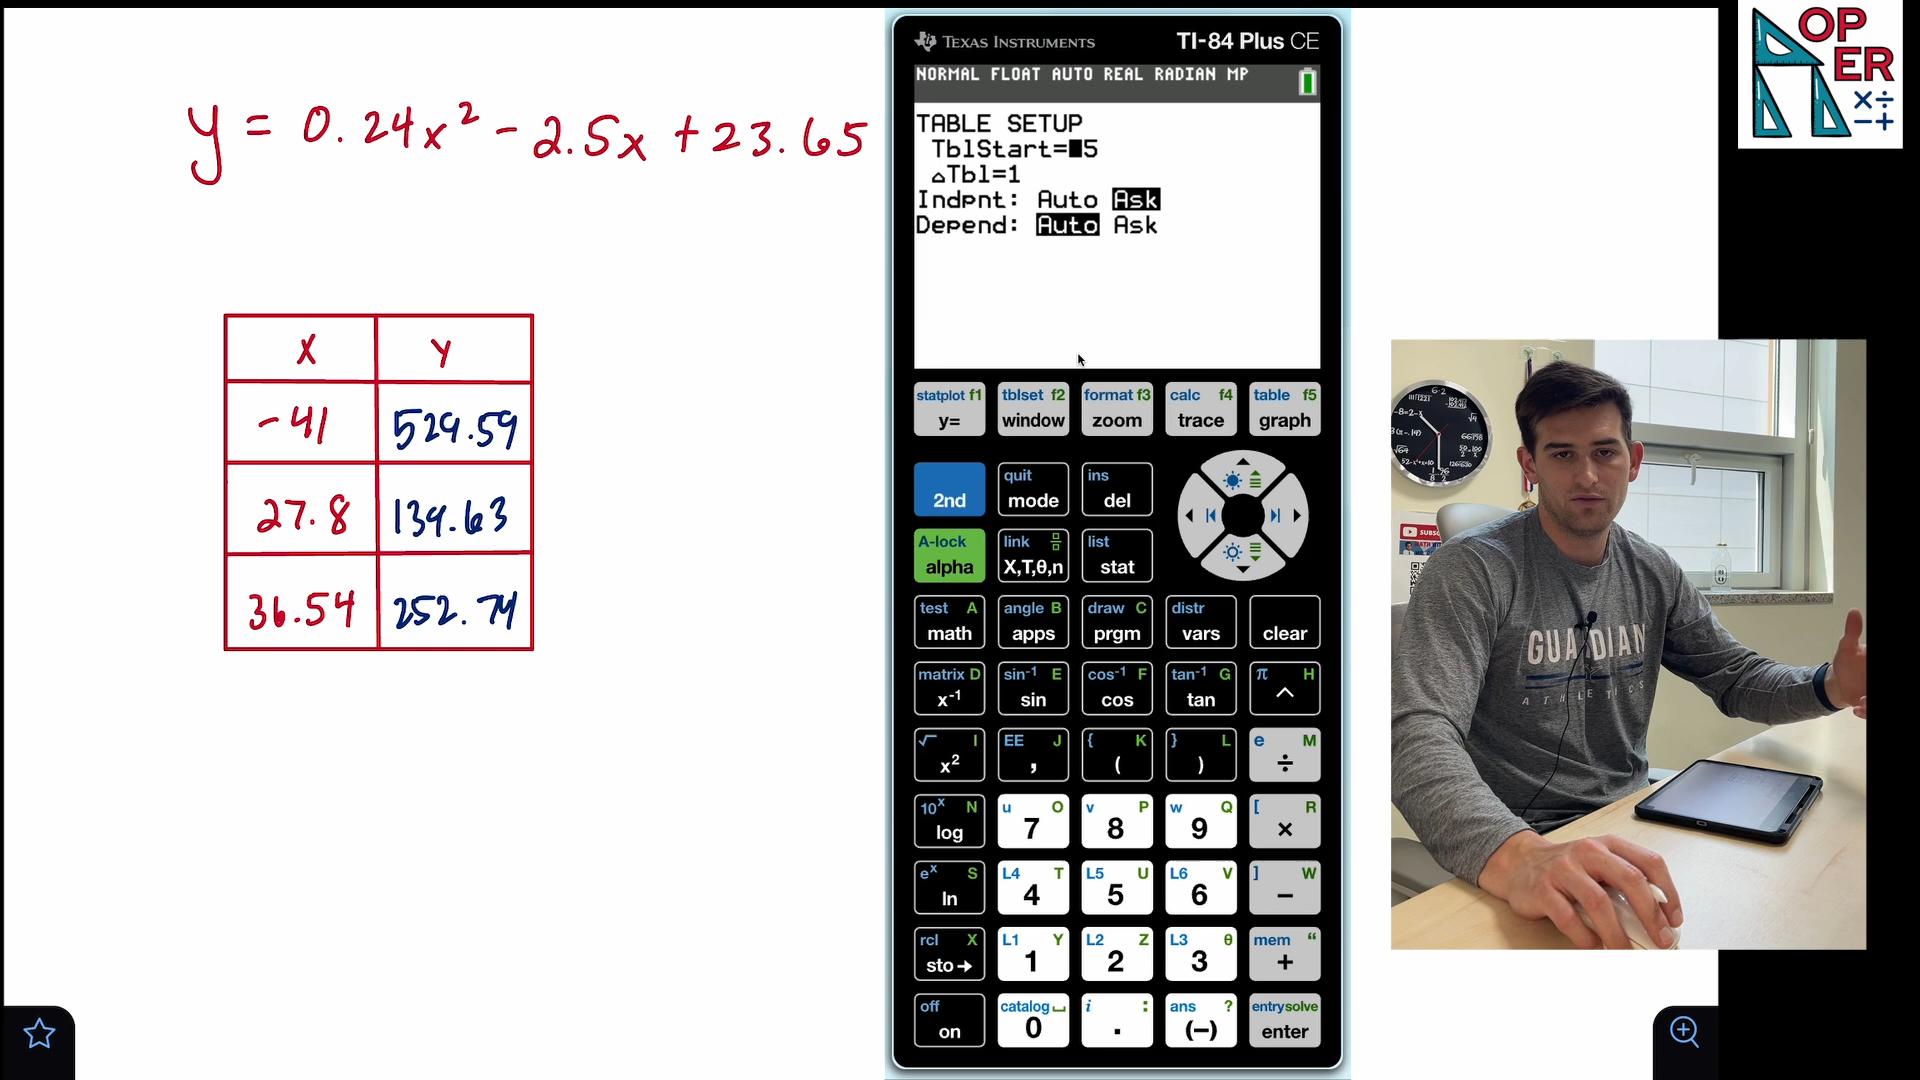 y = 0.24x² - 2.5x + 23.65
X Y
-41 529.59
27.8 139.63
36.54 252.74
TEXAS INSTRUMENTS TI-84 Plus CE
NORMAL FLOAT AUTO REAL RADIAN MP
TABLE SETUP
TblStart=5
△Tbl=1
Indpnt: Auto Ask
Depend: Auto Ask
statplot f1 tblset f2 format f3 calc f4 table f5
y= window zoom trace graph
quit ins
2nd mode del
A-lock link list
alpha X,T,θ,n stat
test A angle B draw C distr
math apps prgm vars clear
matrix D sin⁻¹ E cos⁻¹ F tan⁻¹ G π H
x⁻¹ sin cos tan ^
√ I EE J { K } L e M
x² , ( ) ÷
10ˣ N u O v P w Q [ R
log 7 8 9 ×
eˣ S L4 T L5 U L6 V ] W
ln 4 5 6 −
rcl X L1 Y L2 Z L3 θ mem “
sto→ 1 2 3 +
off catalog i : ans ? entry solve
on 0 . (−) enter
OP
ER
×÷
−+
SUBSC
GUARDIAN
ATHLETICS